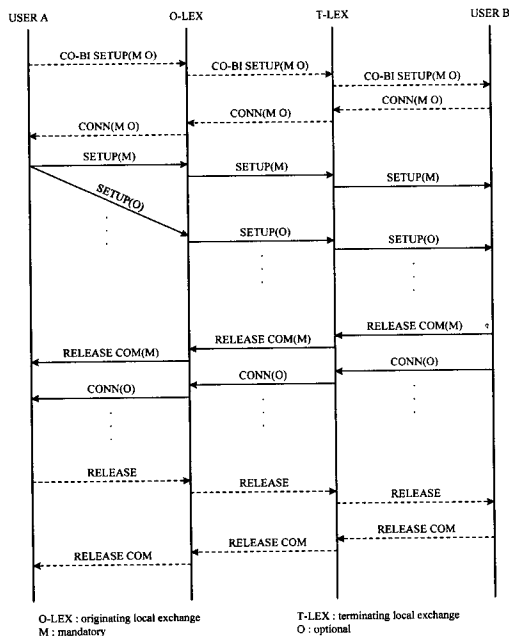 USER A O-LEX T-LEX USER B
CO-BI SETUP(M O)
CO-BI SETUP(M O)
CO-BI SETUP(M O)
CONN(M O)
CONN(M O)
CONN(M O)
SETUP(M)
SETUP(M)
SETUP(M)
SETUP(O)
SETUP(O)
SETUP(O)
RELEASE COM(M)
RELEASE COM(M)
RELEASE COM(M)
CONN(O)
CONN(O)
CONN(O)
RELEASE
RELEASE
RELEASE
RELEASE COM
RELEASE COM
RELEASE COM
O-LEX : originating local exchange T-LEX : terminating local exchange
M : mandatory O : optional